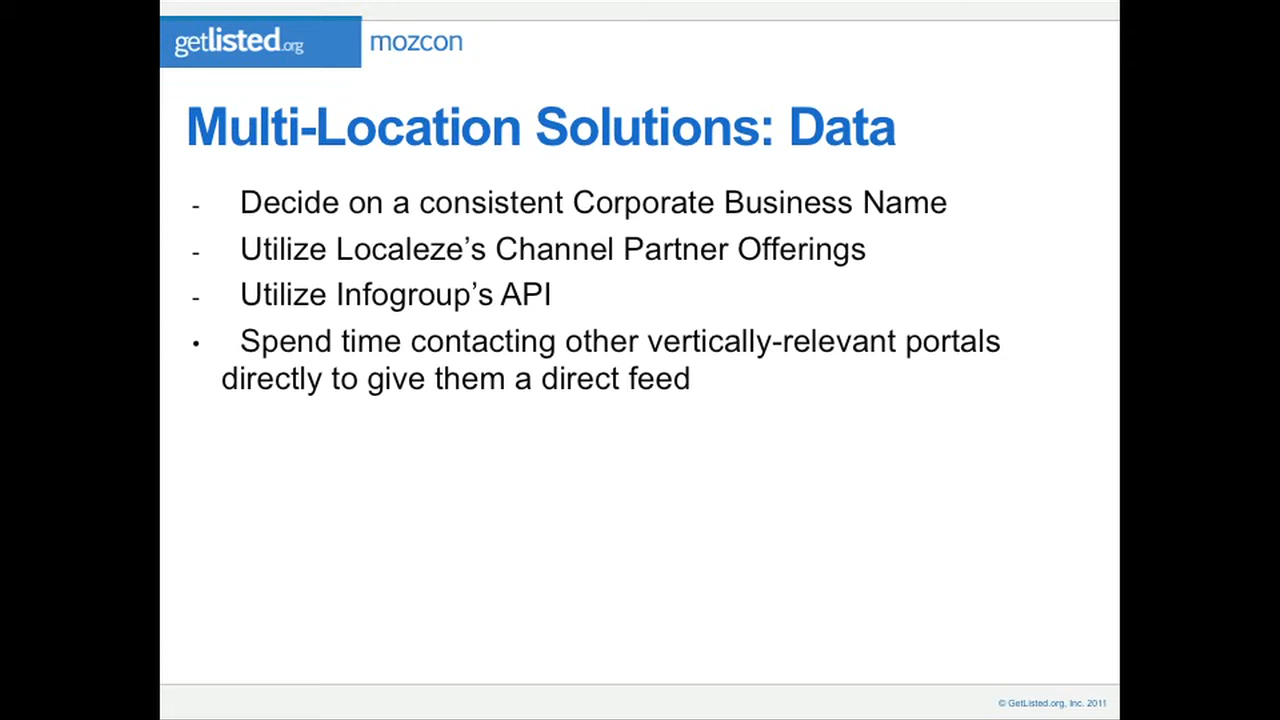 getlisted.org mozcon
Multi-Location Solutions: Data
- Decide on a consistent Corporate Business Name
- Utilize Localeze’s Channel Partner Offerings
- Utilize Infogroup’s API
• Spend time contacting other vertically-relevant portals
directly to give them a direct feed
© GetListed.org, Inc. 2011